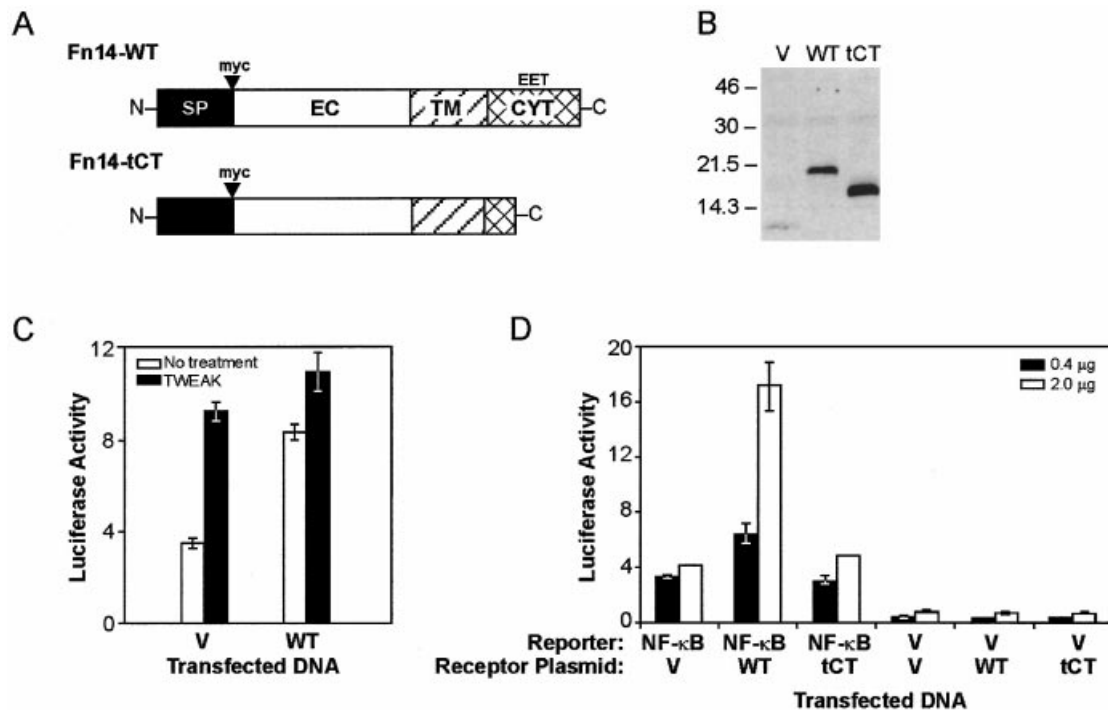 A
Fn14-WT
myc
EET
N
SP
EC
TM
CYT
C
Fn14-tCT
myc
N
C
B
V WT tCT
46
30
21.5
14.3
C
12
8
4
0
Luciferase Activity
No treatment
TWEAK
V WT
Transfected DNA
D
20
16
12
8
4
0
Luciferase Activity
0.4 µg
2.0 µg
Reporter: NF-κB NF-κB NF-κB V V V
Receptor Plasmid: V WT tCT V WT tCT
Transfected DNA